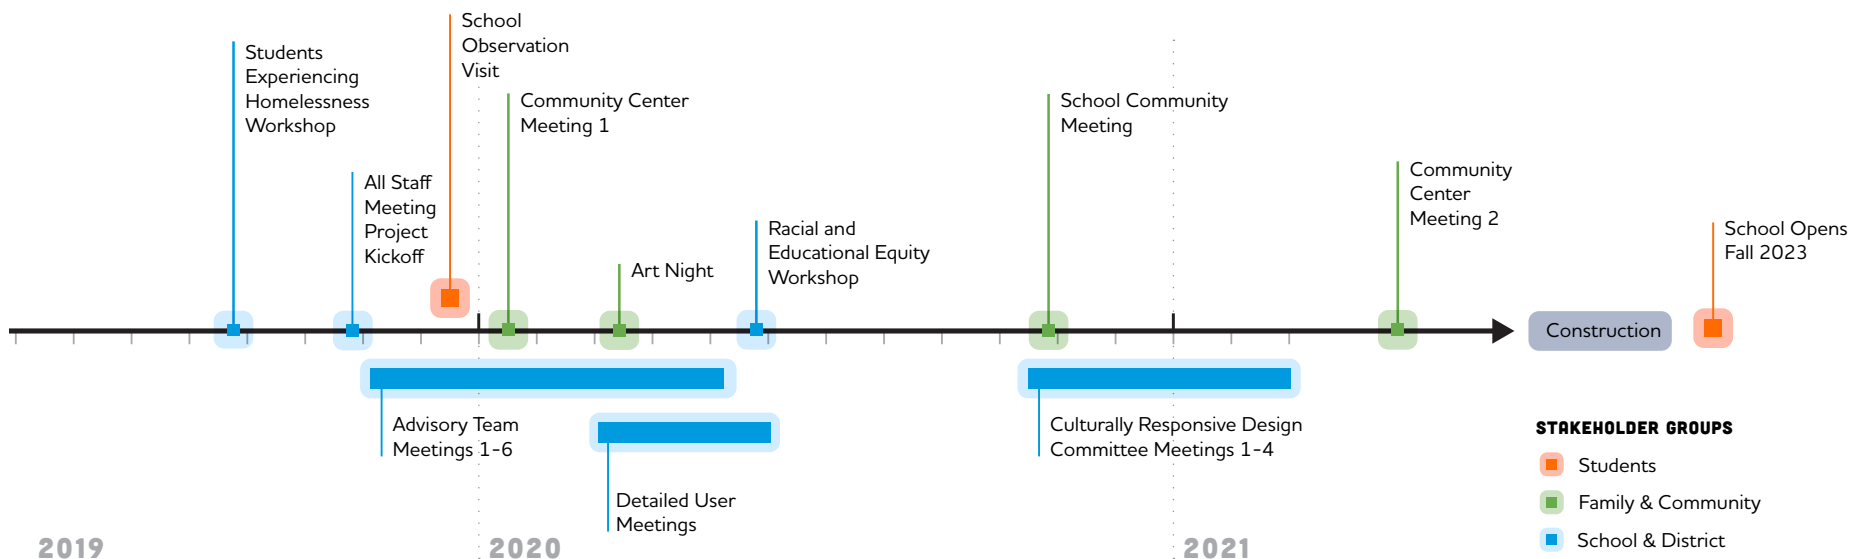 Students
Experiencing
Homelessness
Workshop
All Staff
Meeting
Project
Kickoff
School
Observation
Visit
Community Center
Meeting 1
Art Night
Racial and
Educational Equity
Workshop
School Community
Meeting
Community
Center
Meeting 2
School Opens
Fall 2023
Construction
Advisory Team
Meetings 1-6
Detailed User
Meetings
Culturally Responsive Design
Committee Meetings 1-4
STAKEHOLDER GROUPS
Students
Family & Community
School & District
2019
2020
2021